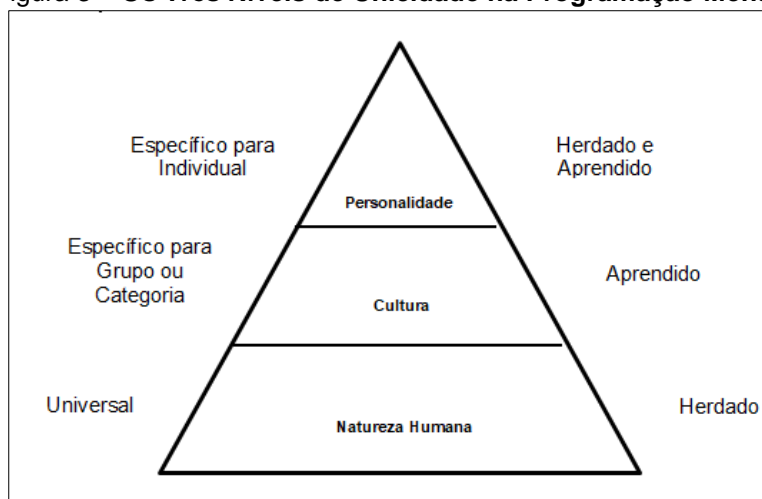 Os Três Níveis de Unicidade na Programação
Específico para
Individual
Herdado e
Aprendido
Personalidade
Específico para
Grupo ou
Categoria
Aprendido
Cultura
Universal
Herdado
Natureza Humana